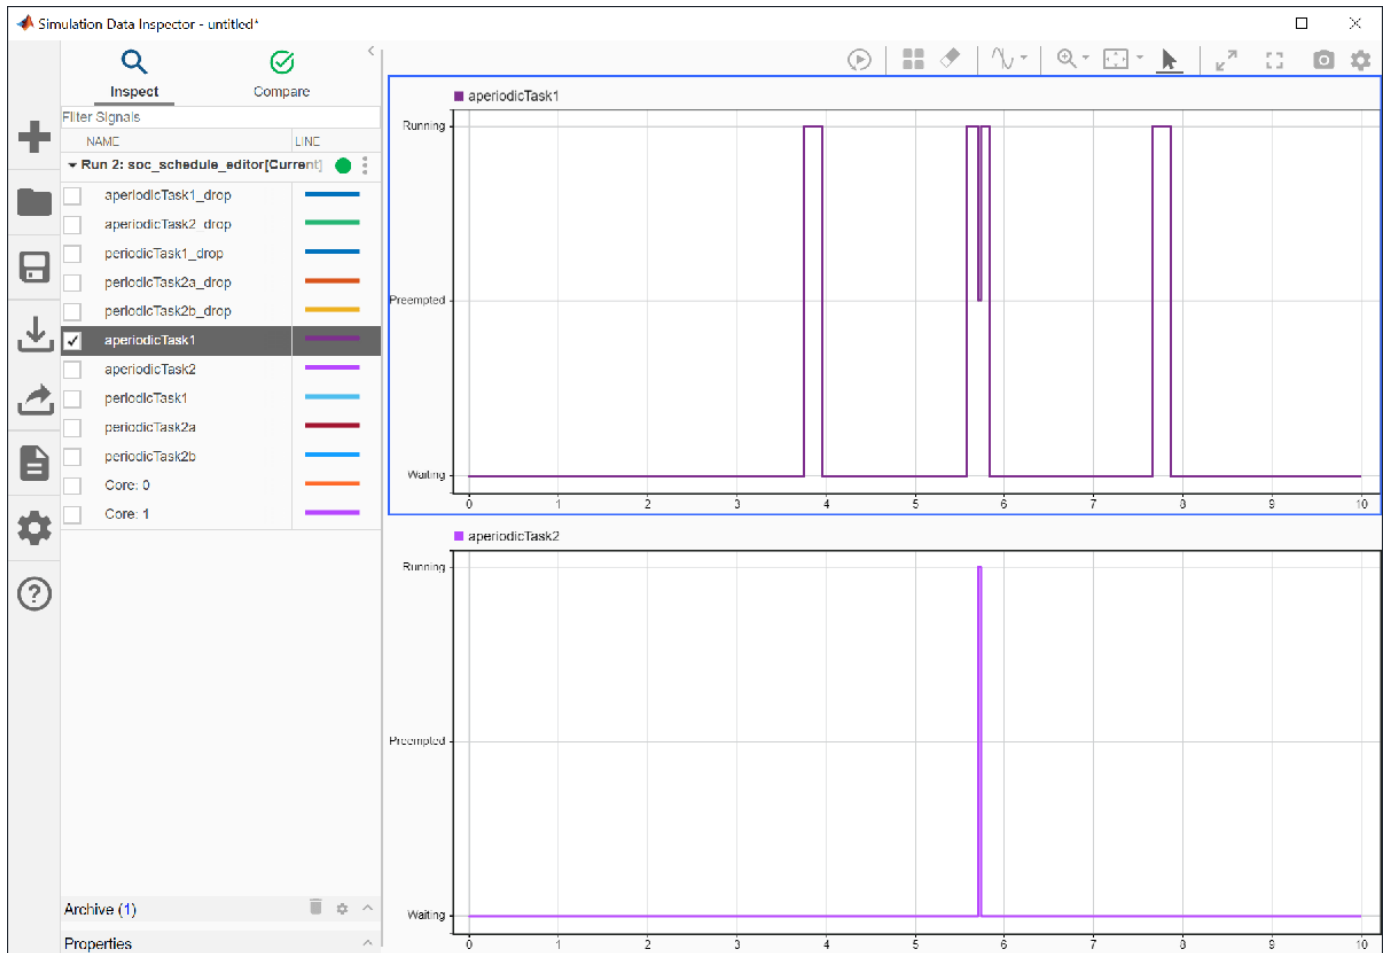 Simulation Data Inspector - untitled*
Inspect
Compare
Filter Signals
NAME
LINE
Run 2: soc_schedule_editor[Current]
aperiodicTask1_drop
aperiodicTask2_drop
periodicTask1_drop
periodicTask2a_drop
periodicTask2b_drop
aperiodicTask1
aperiodicTask2
periodicTask1
periodicTask2a
periodicTask2b
Core: 0
Core: 1
Archive (1)
Properties
aperiodicTask1
Running
Preempted
Waiting
0 1 2 3 4 5 6 7 8 9 10
aperiodicTask2
Running
Preempted
Waiting
0 1 2 3 4 5 6 7 8 9 10